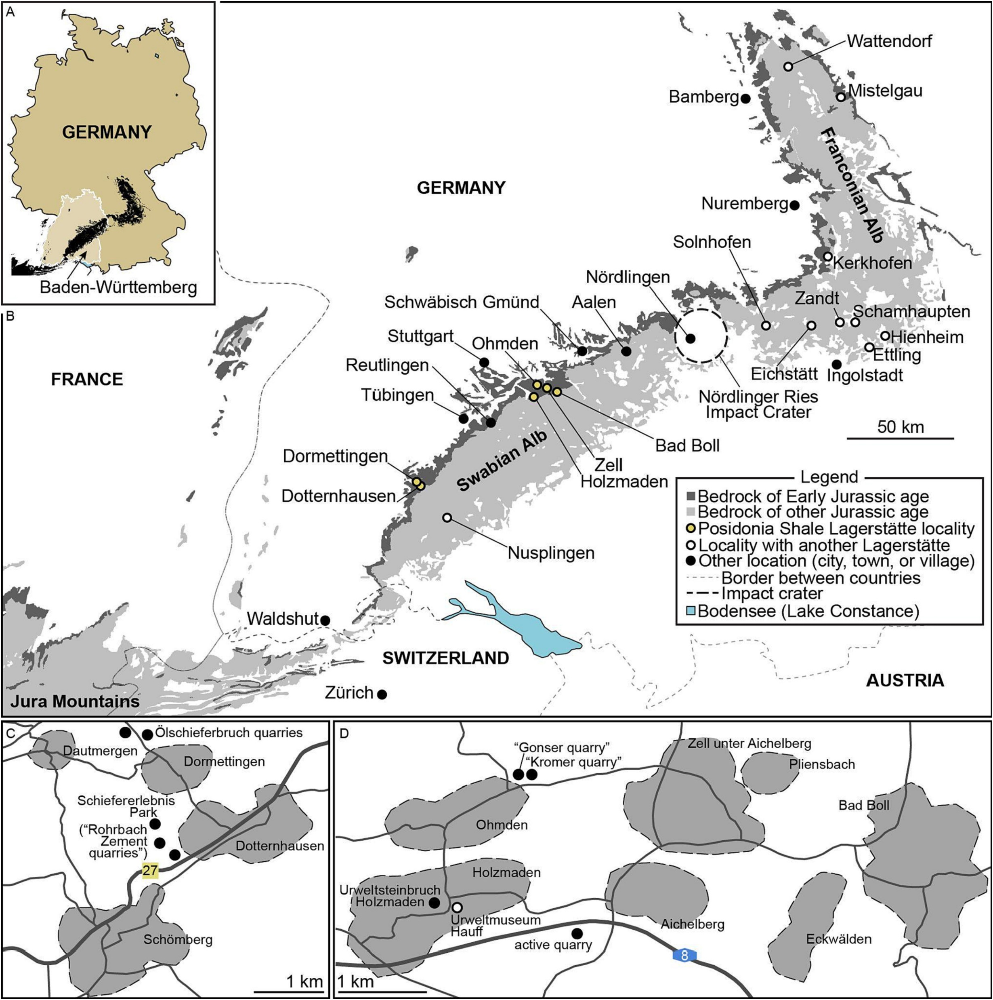 A
GERMANY
Baden-Württemberg
B
Wattendorf
Mistelgau
Bamberg
Franconian Alb
GERMANY
Nuremberg
Solnhofen
Kerkhofen
Nördlingen
Zandt
Schwäbisch Gmünd
Aalen
Schamhaupten
Stuttgart
Ohmden
Hienheim
Ettling
Reutlingen
Eichstätt
Ingolstadt
FRANCE
Tübingen
Nördlinger Ries
Impact Crater
50 km
Bad Boll
Swabian Alb
Dormettingen
Zell
Holzmaden
Dotternhausen
Nusplingen
Legend
Bedrock of Early Jurassic age
Bedrock of other Jurassic age
Posidonia Shale Lagerstätte locality
Locality with another Lagerstätte
Other location (city, town, or village)
Border between countries
Impact crater
Bodensee (Lake Constance)
Waldshut
SWITZERLAND
AUSTRIA
Zürich
Jura Mountains
C
Ölschieferbruch quarries
Dautmergen
Dormettingen
Schiefererlebnis
Park
(“Rohrbach
Zement
quarries”)
Dotternhausen
27
Schömberg
1 km
D
“Gonser quarry”
“Kromer quarry”
Zell unter Aichelberg
Pliensbach
Bad Boll
Ohmden
Holzmaden
Urweltsteinbruch
Holzmaden
Urweltmuseum
Hauff
Aichelberg
active quarry
Eckwälden
8
1 km